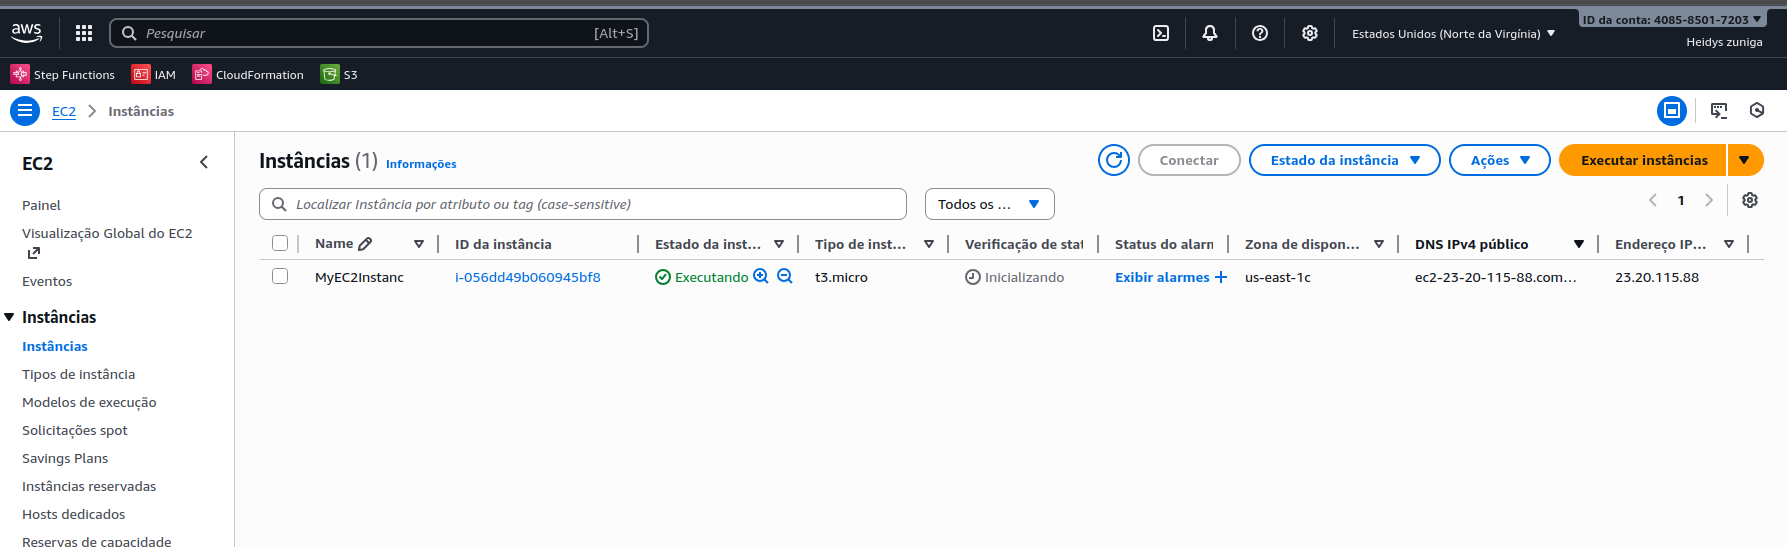 aws
Pesquisar [Alt+S]
Estados Unidos (Norte da Virgínia)
ID da conta: 4085-8501-7203
Heidys zuniga
Step Functions IAM CloudFormation S3
EC2 Instâncias
EC2
Painel
Visualização Global do EC2
Eventos
Instâncias
Instâncias
Tipos de instância
Modelos de execução
Solicitações spot
Savings Plans
Instâncias reservadas
Hosts dedicados
Reservas de capacidade
Instâncias (1) Informações
Conectar Estado da instância Ações Executar instâncias
Localizar Instância por atributo ou tag (case-sensitive) Todos os ... 1
Name ID da instância Estado da inst... Tipo de inst... Verificação de stat Status do alarm Zona de dispon... DNS IPv4 público Endereço IP...
MyEC2Instanc i-056dd49b060945bf8 Executando t3.micro Inicializando Exibir alarmes us-east-1c ec2-23-20-115-88.com... 23.20.115.88